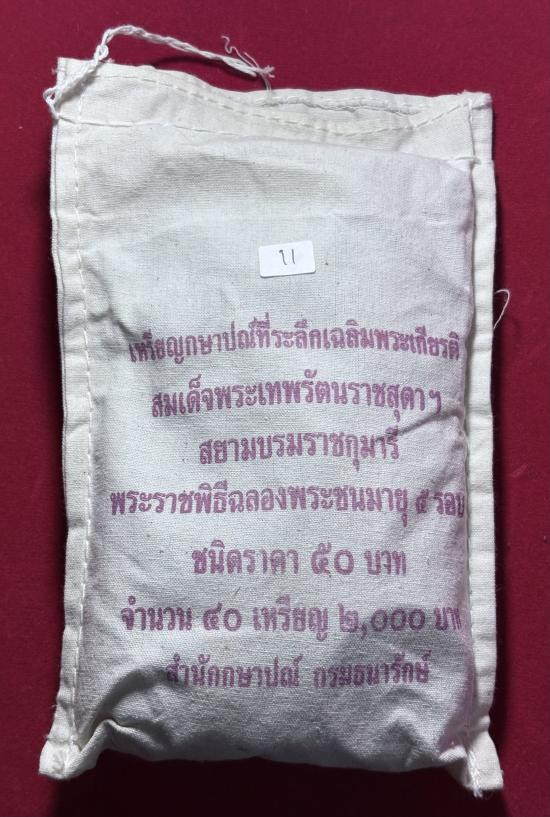 เหรียญกษาปณ์ที่ระลึกเฉลิมพระเกียรติ
สมเด็จพระเทพรัตนราชสุดาฯ
สยามบรมราชกุมารี
พระราชพิธีฉลองพระชนมายุ ๕ รอบ
ชนิดราคา ๕๐ บาท
จำนวน ๔๐ เหรียญ ๒,๐๐๐ บาท
สำนักกษาปณ์ กรมธนารักษ์